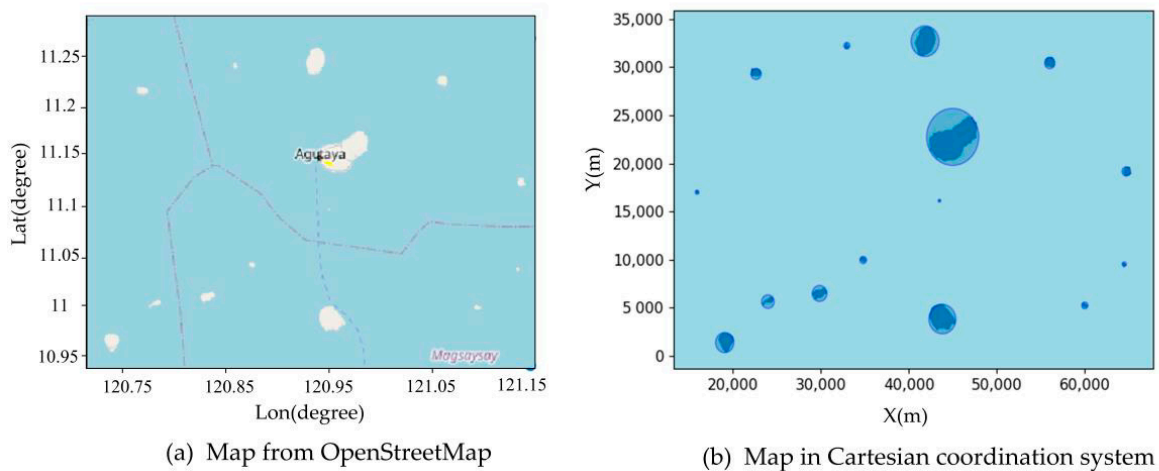 11.25
11.2
11.15
11.1
11.05
11
10.95
Lat(degree)
Agutaya
Magsaysay
120.75 120.85 120.95 121.05 121.15
Lon(degree)
(a) Map from OpenStreetMap
35,000
30,000
25,000
20,000
15,000
10,000
5 000
0
Y(m)
20,000 30,000 40,000 50,000 60,000
X(m)
(b) Map in Cartesian coordination system